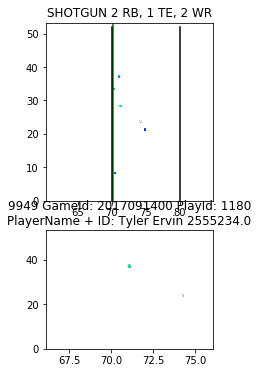 SHOTGUN 2 RB, 1 TE, 2 WR
50
40
30
20
10
0
65 70 75 80
9949 GameId: 2017091400 PlayId: 1180
PlayerName + ID: Tyler Ervin 2555234.0
40
20
0
67.5 70.0 72.5 75.0